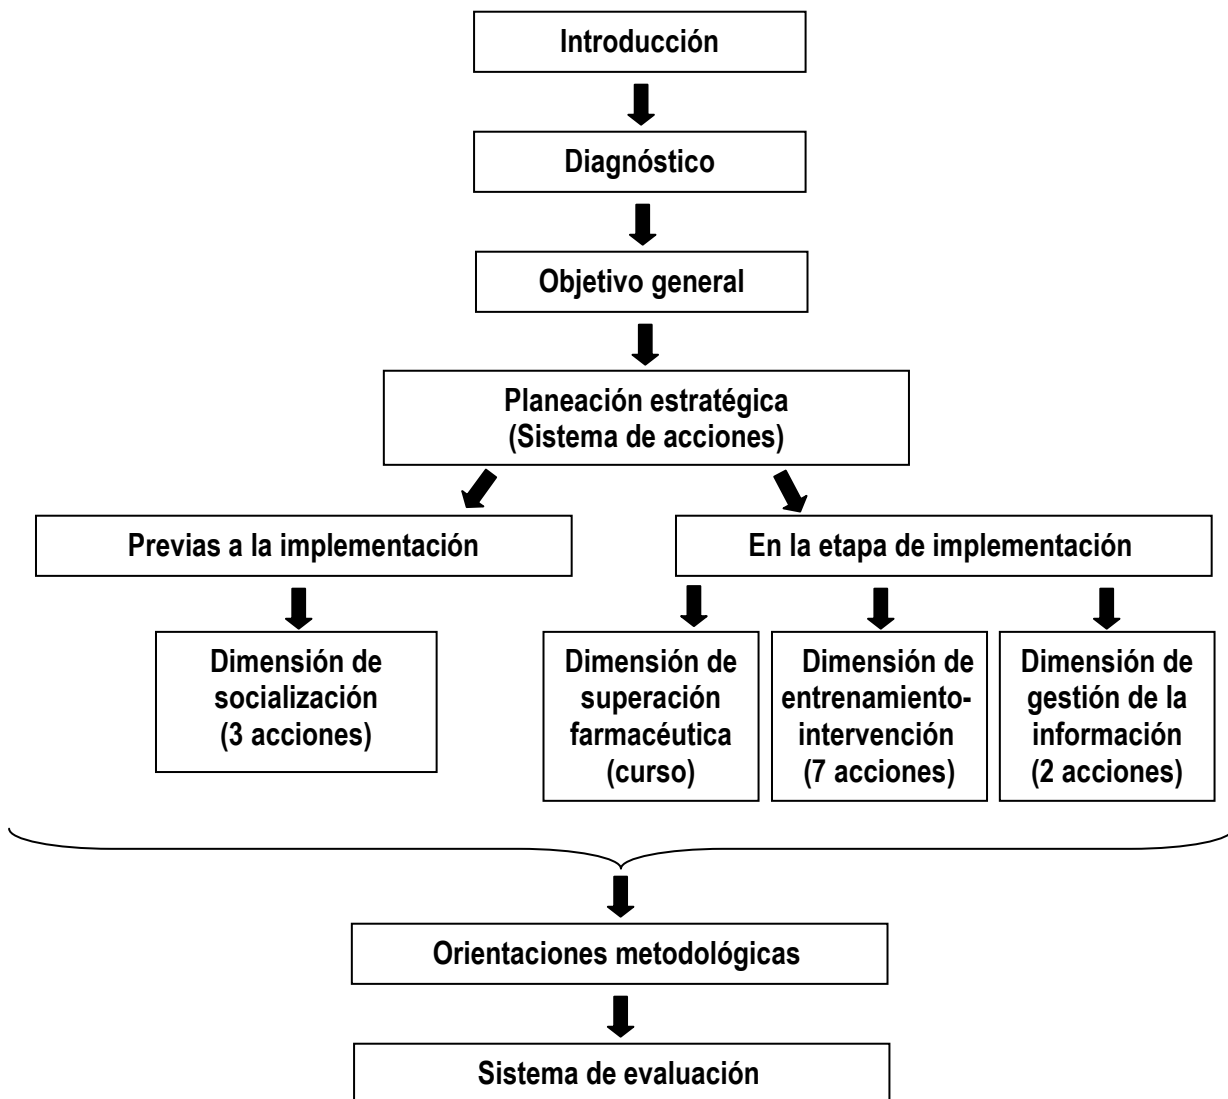 Introducción
Diagnóstico
Objetivo general
Planeación estratégica
(Sistema de acciones)
Previas a la implementación
En la etapa de implementación
Dimensión de
socialización
(3 acciones)
Dimensión de
superación
farmacéutica
(curso)
Dimensión de
entrenamiento-
intervención
(7 acciones)
Dimensión de
gestión de la
información
(2 acciones)
Orientaciones metodológicas
Sistema de evaluación